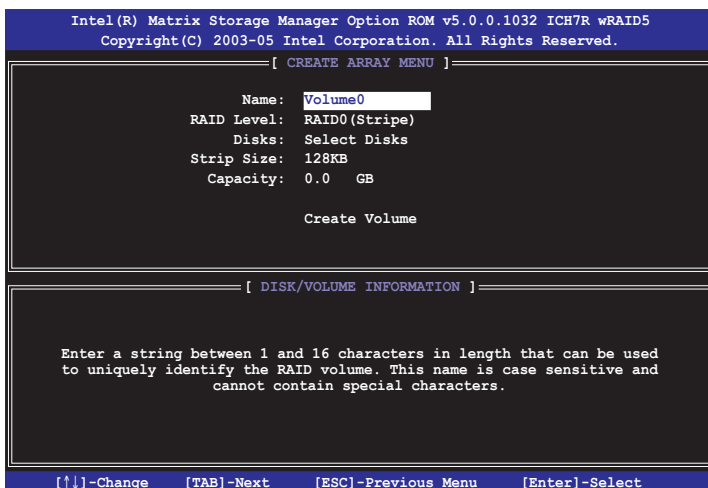 Intel(R) Matrix Storage Manager Option ROM v5.0.0.1032 ICH7R wRAID5
Copyright(C) 2003-05 Intel Corporation. All Rights Reserved.
[ CREATE ARRAY MENU ]
Name: Volume0
RAID Level: RAID0(Stripe)
Disks: Select Disks
Strip Size: 128KB
Capacity: 0.0 GB
Create Volume
[ DISK/VOLUME INFORMATION ]
Enter a string between 1 and 16 characters in length that can be used
to uniquely identify the RAID volume. This name is case sensitive and
cannot contain special characters.
[↑↓]-Change [TAB]-Next [ESC]-Previous Menu [Enter]-Select